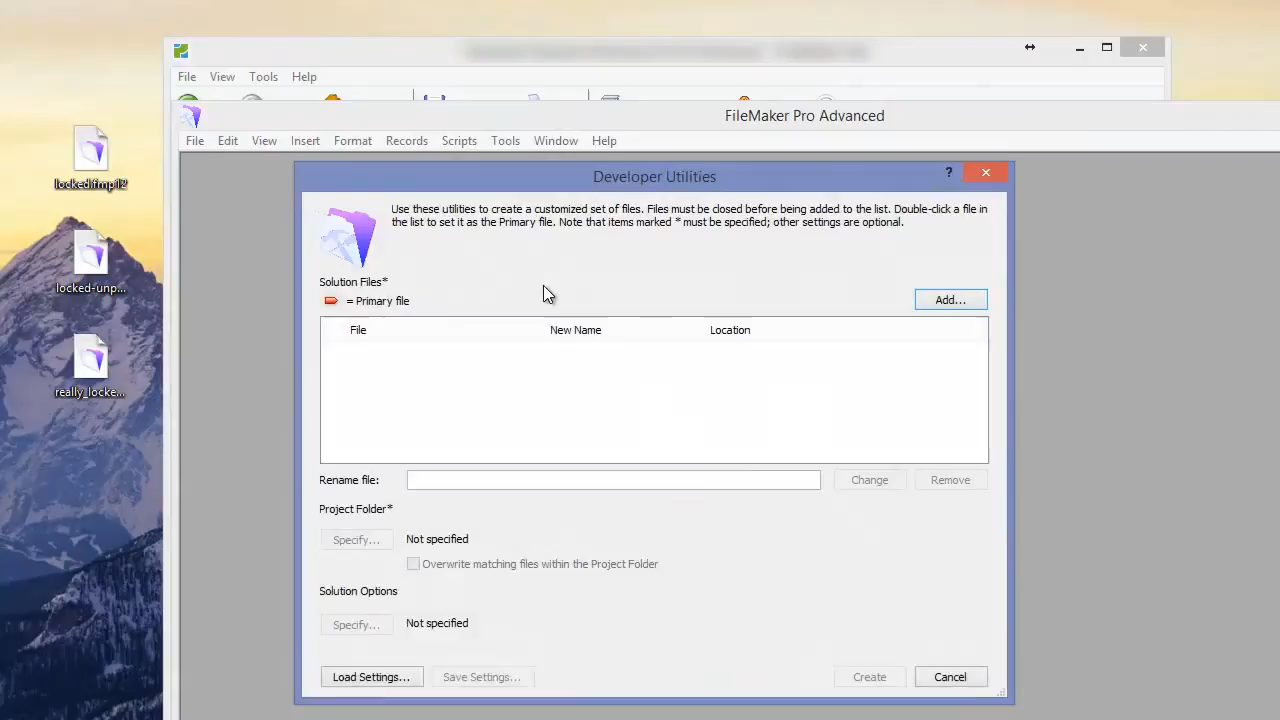 File View Tools Help
FileMaker Pro Advanced
File Edit View Insert Format Records Scripts Tools Window Help
Developer Utilities
?
Use these utilities to create a customized set of files. Files must be closed before being added to the list. Double-click a file in
the list to set it as the Primary file. Note that items marked * must be specified; other settings are optional.
Solution Files*
= Primary file
Add...
File New Name Location
Rename file:
Change Remove
Project Folder*
Specify... Not specified
Overwrite matching files within the Project Folder
Solution Options
Specify... Not specified
Load Settings... Save Settings... Create Cancel
locked.fmp12
locked-unp...
really_locke...